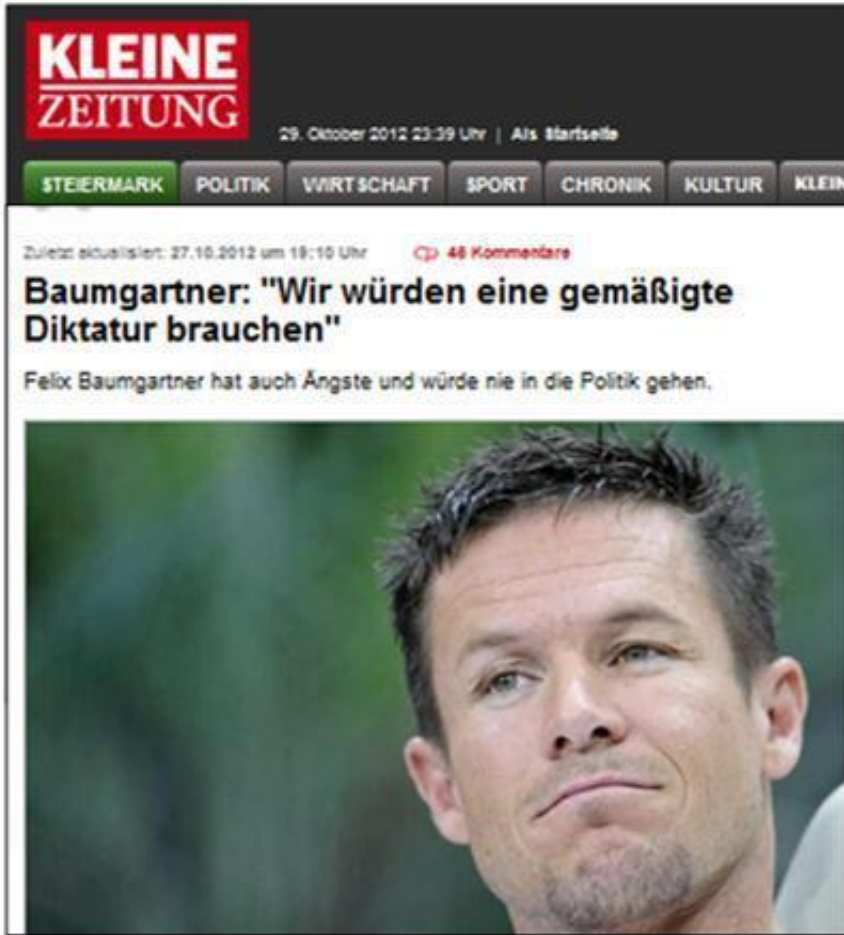 KLEINE
ZEITUNG
29. Oktober 2012 23:39 Uhr | Als Startseite
STEIERMARK POLITIK WIRTSCHAFT SPORT CHRONIK KULTUR KLEIN
Zuletzt aktualisiert: 27.10.2012 um 19:10 Uhr 46 Kommentare
Baumgartner: "Wir würden eine gemäßigte
Diktatur brauchen"
Felix Baumgartner hat auch Ängste und würde nie in die Politik gehen.